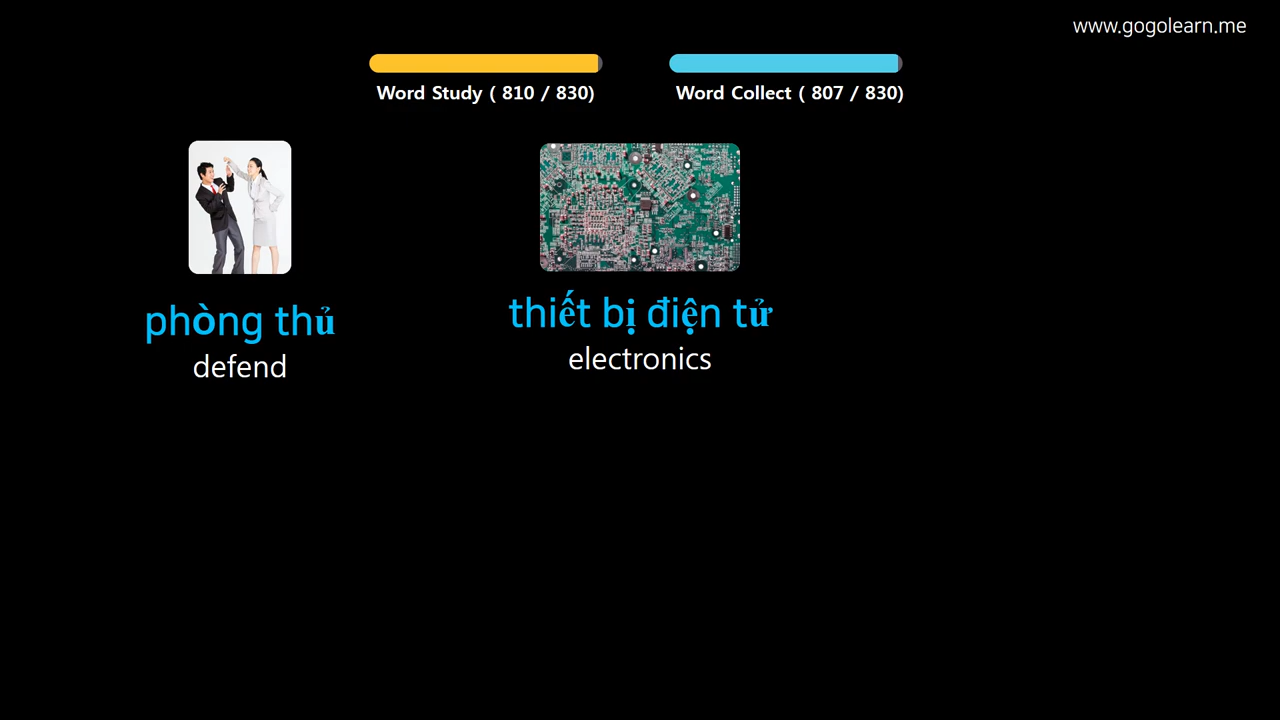 www.gogolearn.me
Word Study ( 810 / 830)
Word Collect ( 807 / 830)
phòng thủ
defend
thiết bị điện tử
electronics